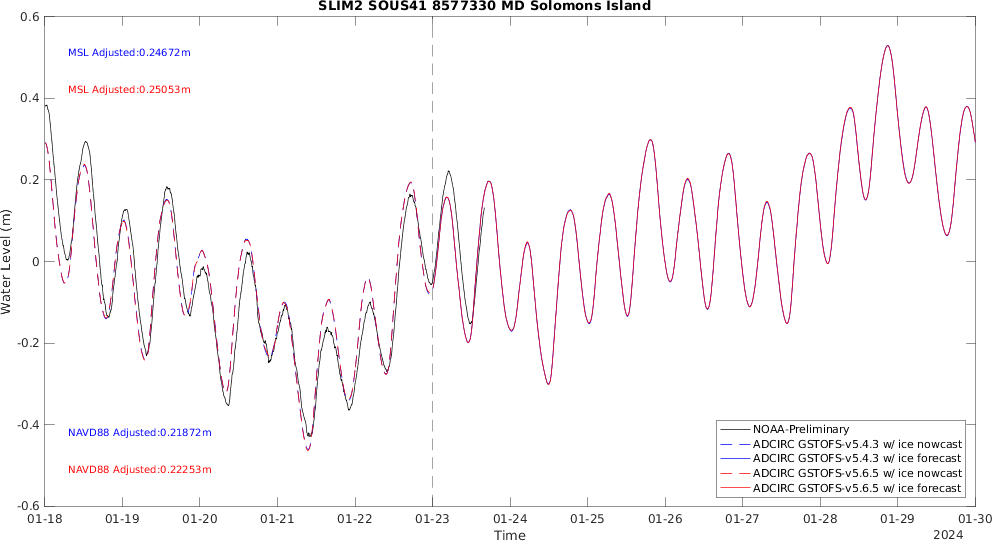 SLIM2 SOUS41 8577330 MD Solomons Island
0.6
0.4
0.2
0
-0.2
-0.4
-0.6
Water Level (m)
MSL Adjusted:0.24672m
MSL Adjusted:0.25053m
NAVD88 Adjusted:0.21872m
NAVD88 Adjusted:0.22253m
NOAA-Preliminary
ADCIRC GSTOFS-v5.4.3 w/ ice nowcast
ADCIRC GSTOFS-v5.4.3 w/ ice forecast
ADCIRC GSTOFS-v5.6.5 w/ ice nowcast
ADCIRC GSTOFS-v5.6.5 w/ ice forecast
01-18 01-19 01-20 01-21 01-22 01-23 01-24 01-25 01-26 01-27 01-28 01-29 01-30
Time
2024